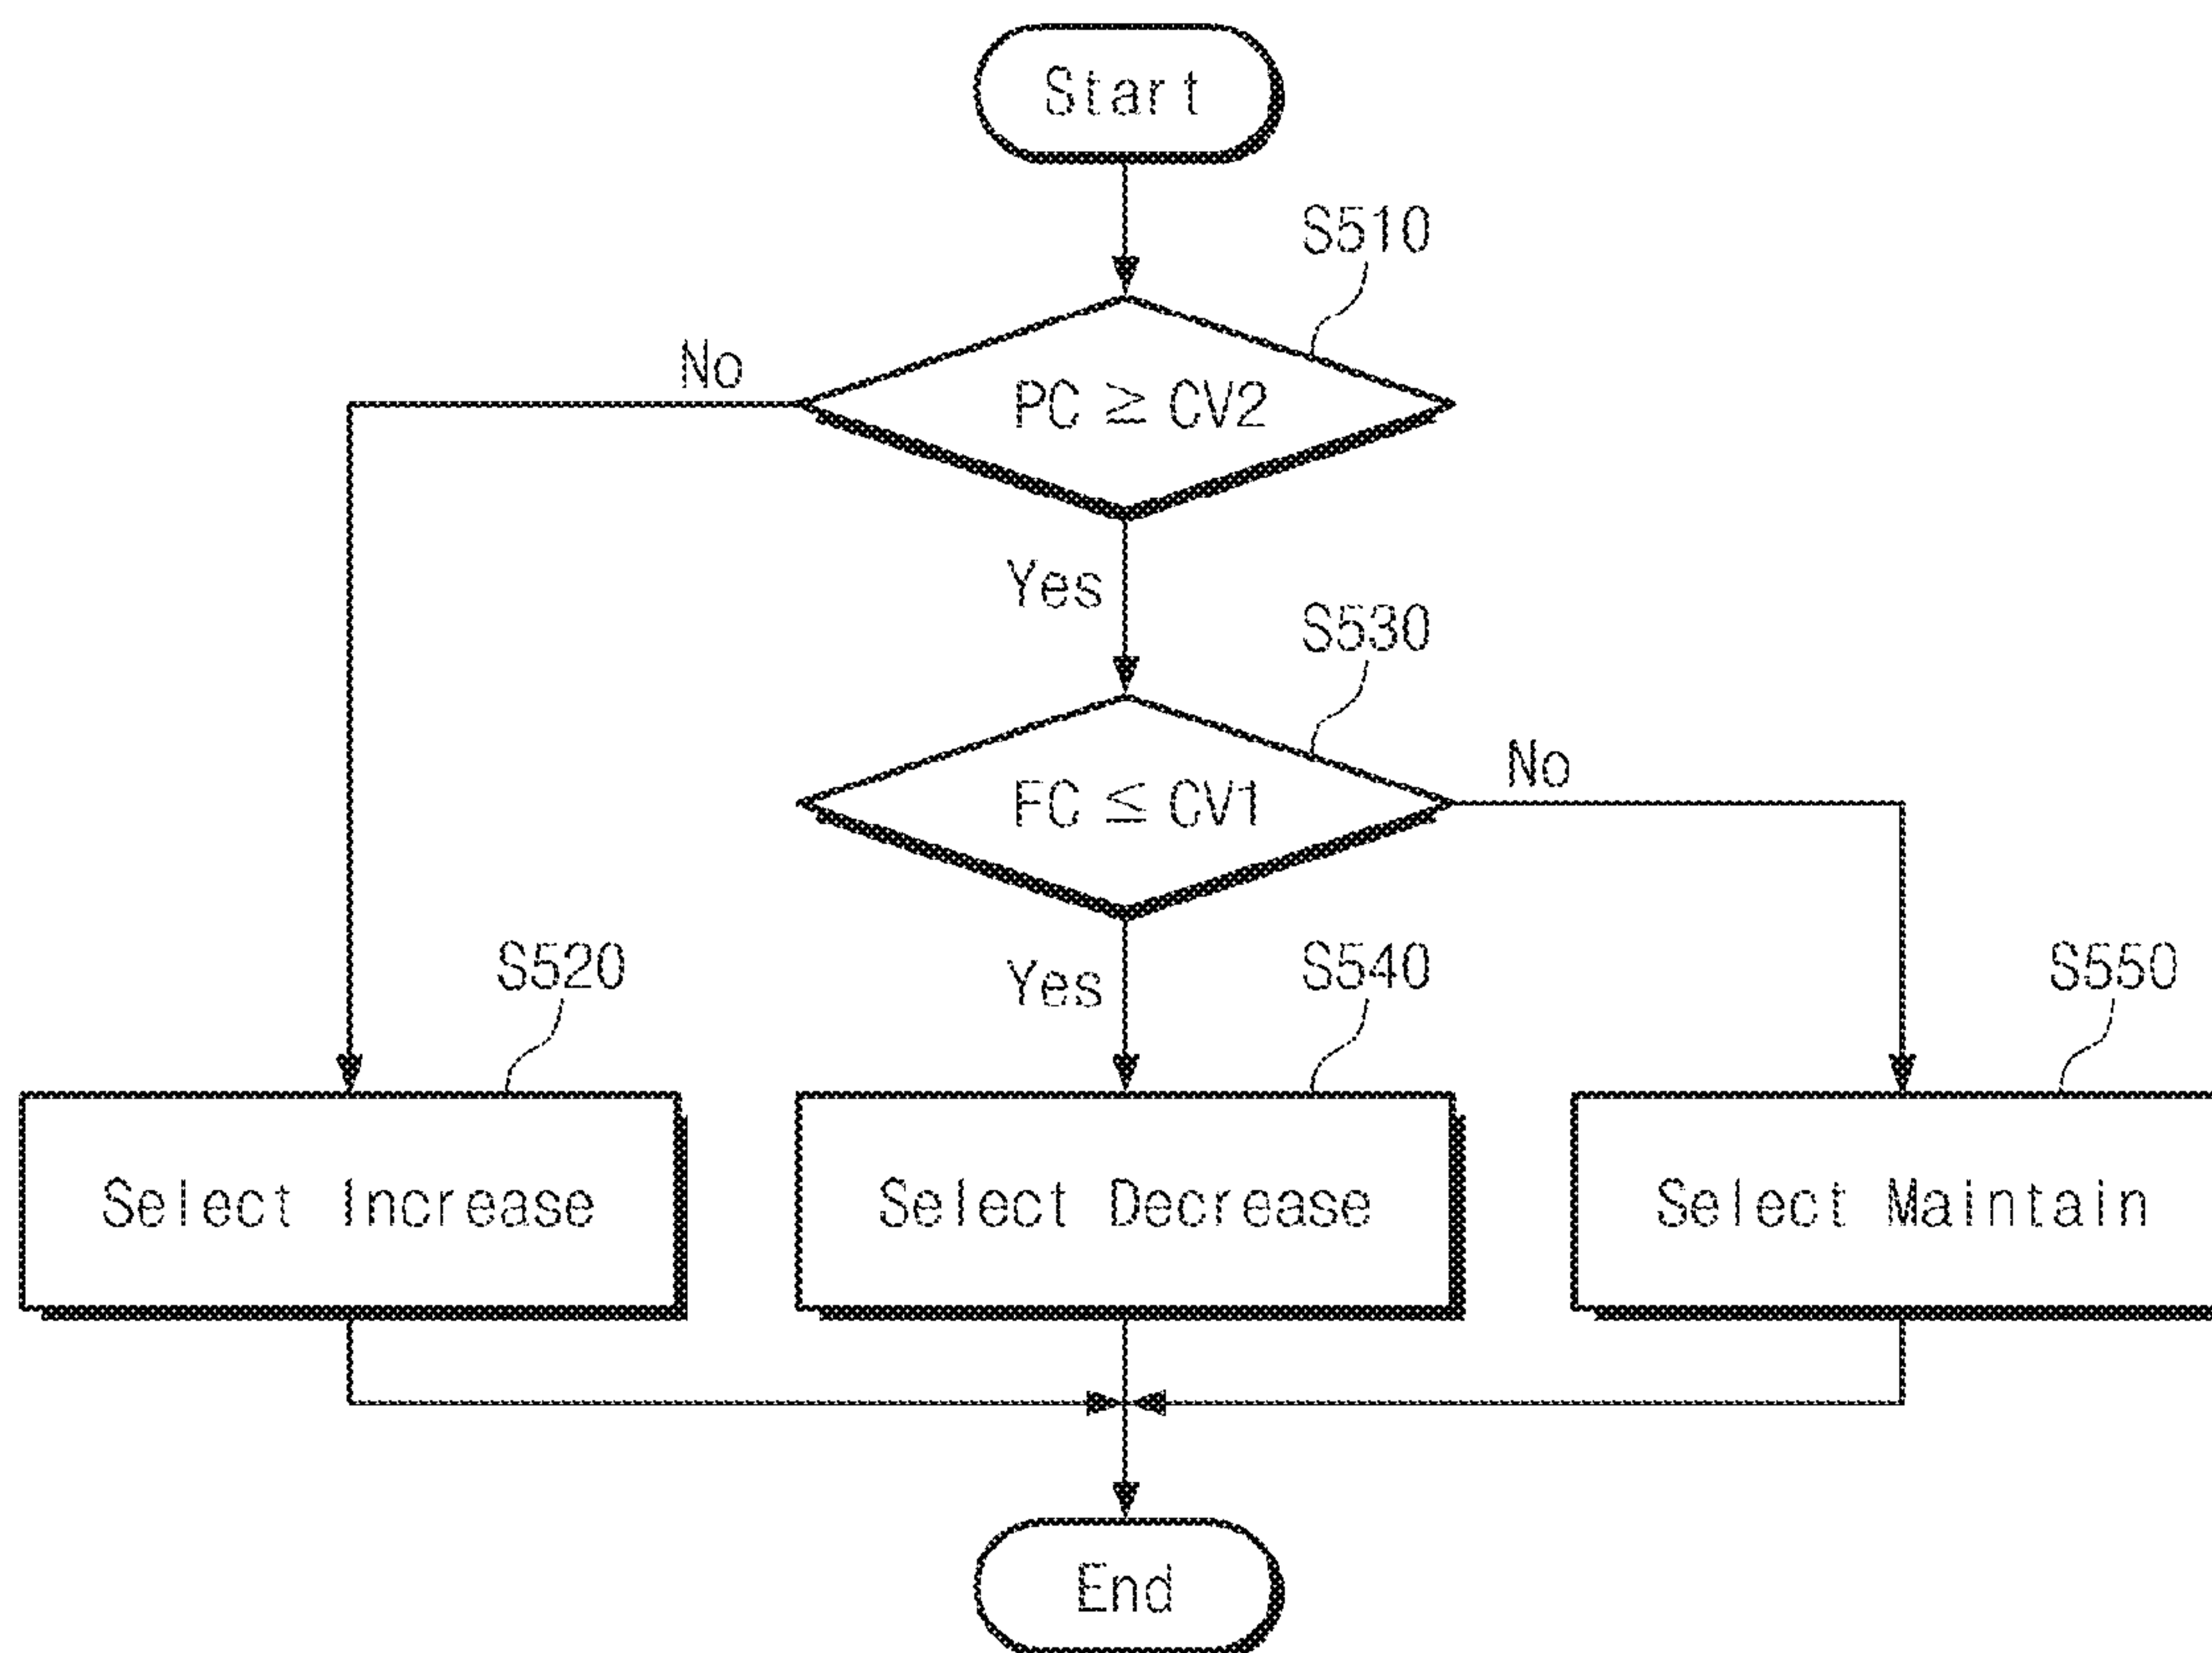 Start
S510
No
PC ≧ CV2
Yes
S530
FC ≦ CV1
No
Yes
S520
S540
S550
Select Increase
Select Decrease
Select Maintain
End